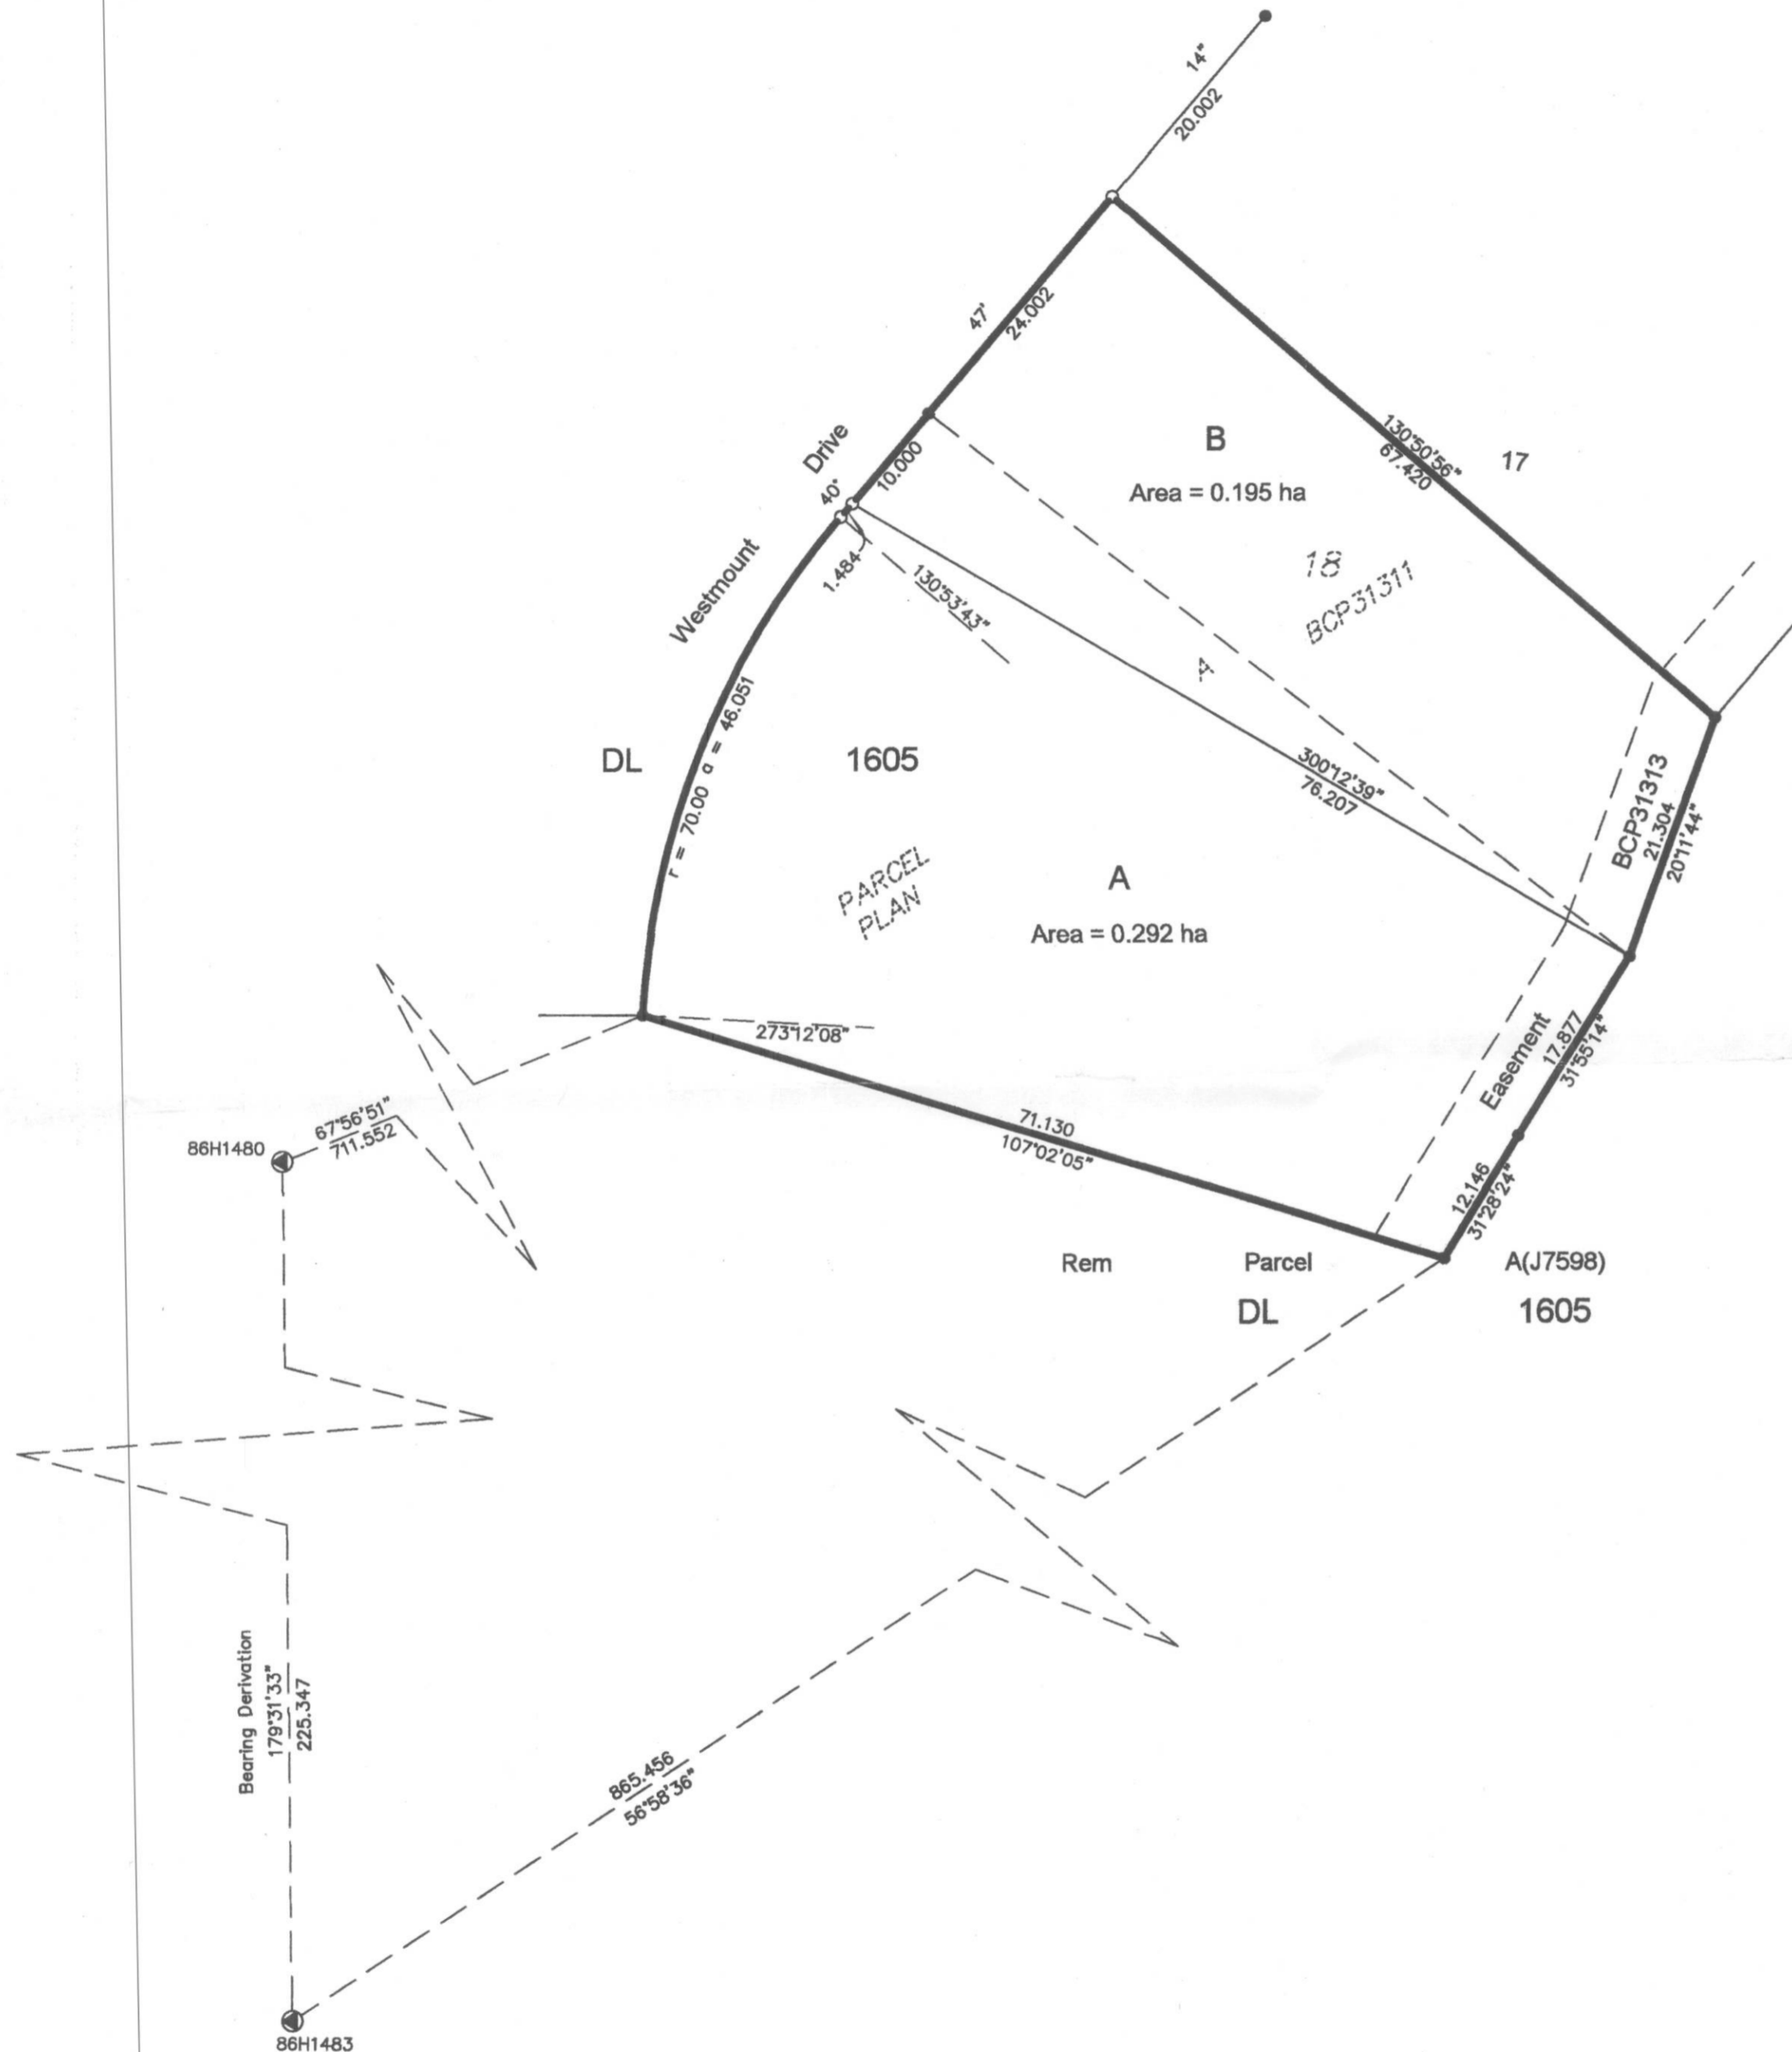 14"
20.002
47'
24.002
Drive
40°
10.000
B
Area = 0.195 ha
130°50'56"
67.420
17
Westmount
1.484
130°53'43"
18
BCP31311
A
DL
1605
r = 70.00 a = 46.051
300°12'39"
76.207
BCP31313
21.304
20°11'44"
PARCEL
PLAN
A
Area = 0.292 ha
273°12'08"
Easement
17.877
31°55'14"
71.130
107°02'05"
12.146
31°28'24"
67°56'51"
711.552
86H1480
Rem Parcel A(J7598)
DL 1605
Bearing Derivation
179°31'33"
225.347
865.456
56°58'36"
86H1483